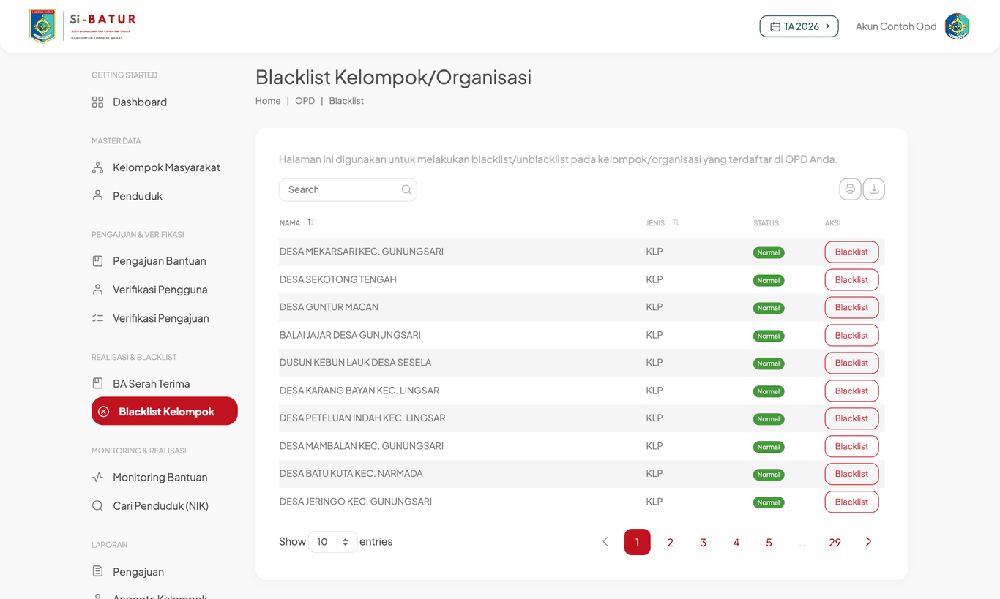 LOMBOK BARAT
Si-BATUR
KABUPATEN LOMBOK BARAT
TA 2026
Akun Contoh Opd
GETTING STARTED
Dashboard
MASTER DATA
Kelompok Masyarakat
Penduduk
PENGAJUAN & VERIFIKASI
Pengajuan Bantuan
Verifikasi Pengguna
Verifikasi Pengajuan
REALISASI & BLACKLIST
BA Serah Terima
Blacklist Kelompok
MONITORING & REALISASI
Monitoring Bantuan
Cari Penduduk (NIK)
LAPORAN
Pengajuan
Anggota Kelompok
Blacklist Kelompok/Organisasi
Home | OPD | Blacklist
Halaman ini digunakan untuk melakukan blacklist/unblacklist pada kelompok/organisasi yang terdaftar di OPD Anda.
Search
NAMA JENIS STATUS AKSI
DESA MEKARSARI KEC. GUNUNGSARI KLP Normal Blacklist
DESA SEKOTONG TENGAH KLP Normal Blacklist
DESA GUNTUR MACAN KLP Normal Blacklist
BALAI JAJAR DESA GUNUNGSARI KLP Normal Blacklist
DUSUN KEBUN LAUK DESA SESELA KLP Normal Blacklist
DESA KARANG BAYAN KEC. LINGSAR KLP Normal Blacklist
DESA PETELUAN INDAH KEC. LINGSAR KLP Normal Blacklist
DESA MAMBALAN KEC. GUNUNGSARI KLP Normal Blacklist
DESA BATU KUTA KEC. NARMADA KLP Normal Blacklist
DESA JERINGO KEC. GUNUNGSARI KLP Normal Blacklist
Show 10 entries
1 2 3 4 5 ... 29